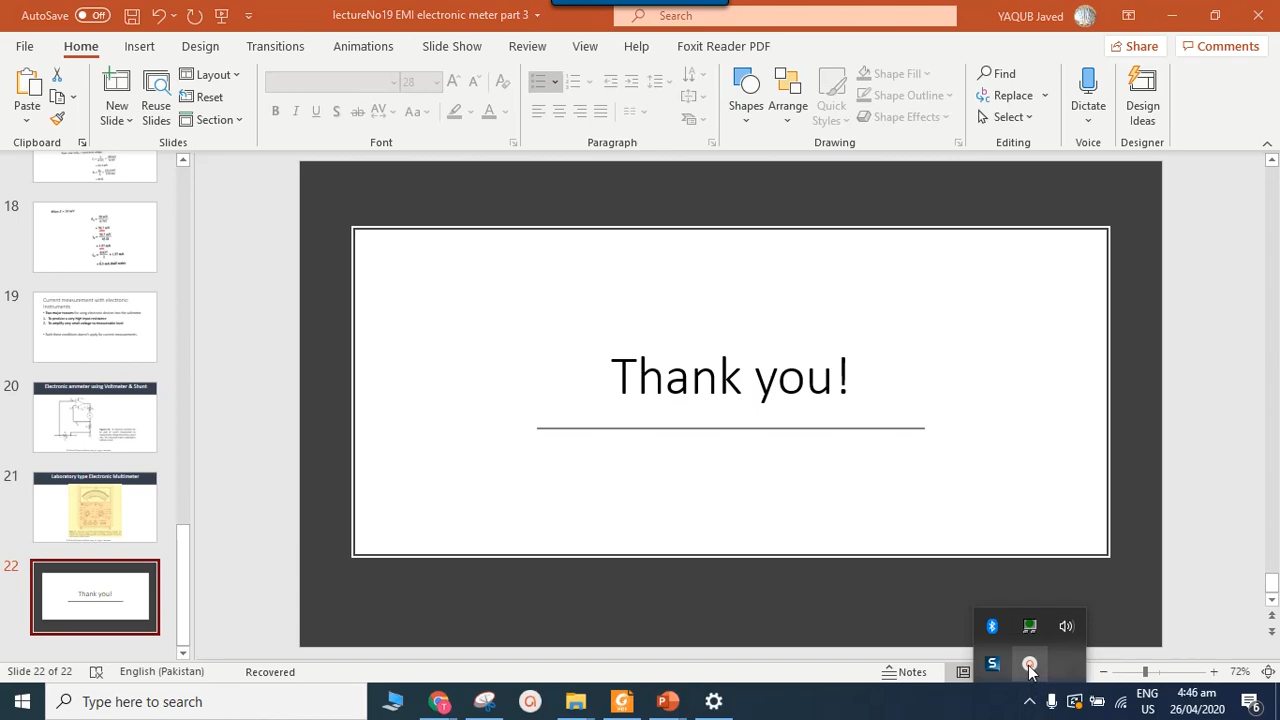 AutoSave Off
lectureNo19 EMI electronic meter part 3
Search
YAQUB Javed
File Home Insert Design Transitions Animations Slide Show Review View Help Foxit Reader PDF
Share Comments
Paste
New Slide
Reuse Slides
Layout
Reset
Section
28
Shapes
Arrange
Quick Styles
Shape Fill
Shape Outline
Shape Effects
Find
Replace
Select
Dictate
Design Ideas
Clipboard Slides Font Paragraph Drawing Editing Voice Designer
18
19
Current measurement with electronic
instruments
20
Electronic ammeter using Voltmeter & Shunt
21
Laboratory type Electronic Multimeter
22
Thank you!
Thank you!
Slide 22 of 22 English (Pakistan) Recovered
Notes
72%
Type here to search
ENG
US
4:46 am
26/04/2020
6